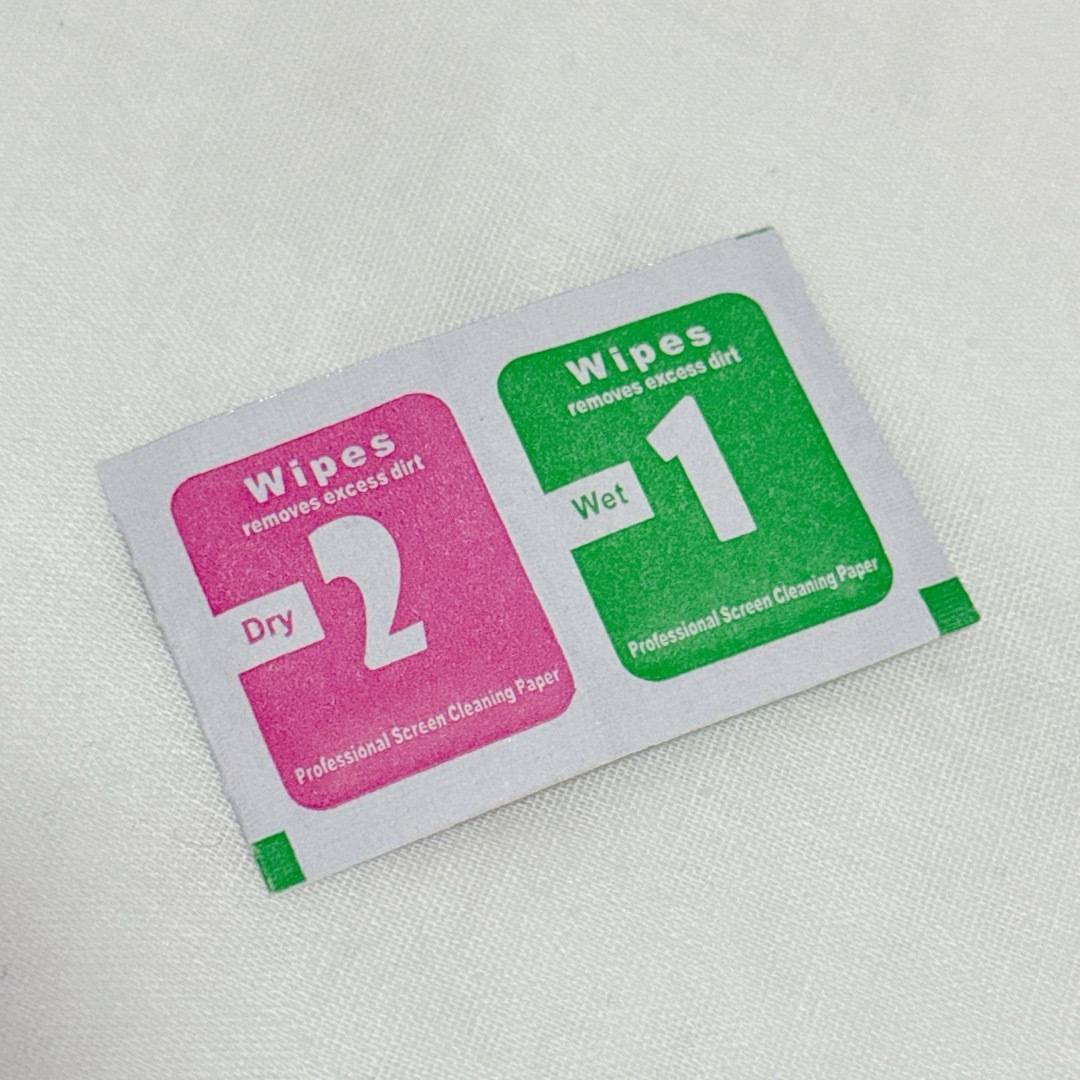 Wipes
removes excess dirt
2
Dry
Professional Screen Cleaning Paper
Wipes
removes excess dirt
1
Wet
Professional Screen Cleaning Paper